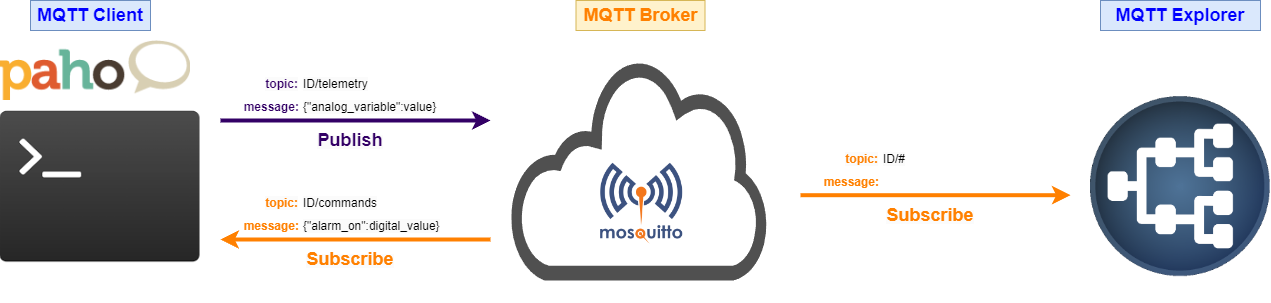 MQTT Client
MQTT Broker
MQTT Explorer
paho
topic: ID/telemetry
message: {"analog_variable":value}
Publish
topic: ID/commands
message: {"alarm_on":digital_value}
Subscribe
mosquitto
topic: ID/#
message:
Subscribe